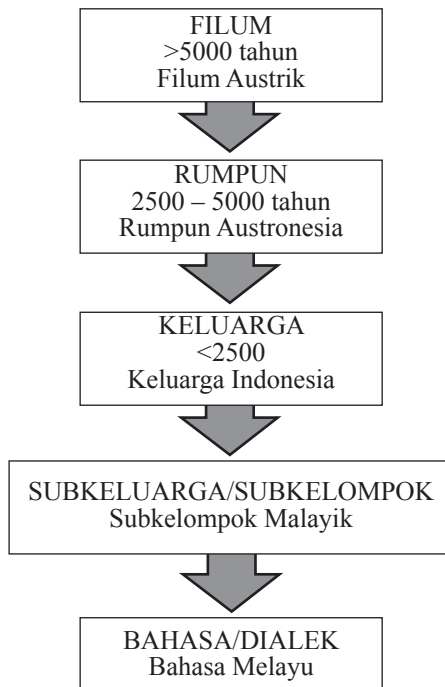 FILUM
>5000 tahun
Filum Austrik
RUMPUN
2500 – 5000 tahun
Rumpun Austronesia
KELUARGA
<2500
Keluarga Indonesia
SUBKELUARGA/SUBKELOMPOK
Subkelompok Malayik
BAHASA/DIALEK
Bahasa Melayu